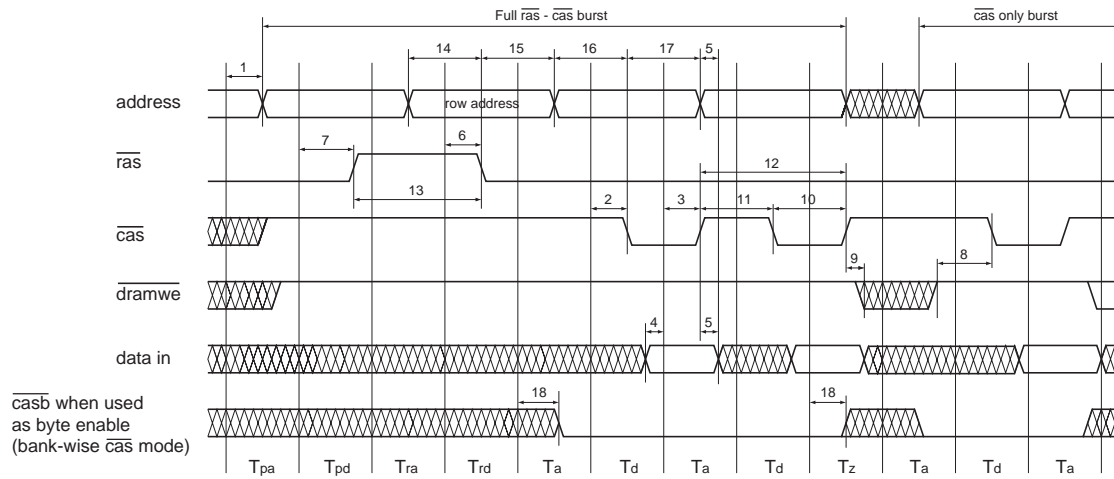 Full ras - cas burst
cas only burst
14 15 16 17 5
1
address
row address
7 6
ras
12
13
2 3 11 10
cas
9 8
dramwe
4 5
data in
18 18
casb when used
as byte enable
(bank-wise cas mode)
Tpa Tpd Tra Trd Ta Td Ta Td Tz Ta Td Ta